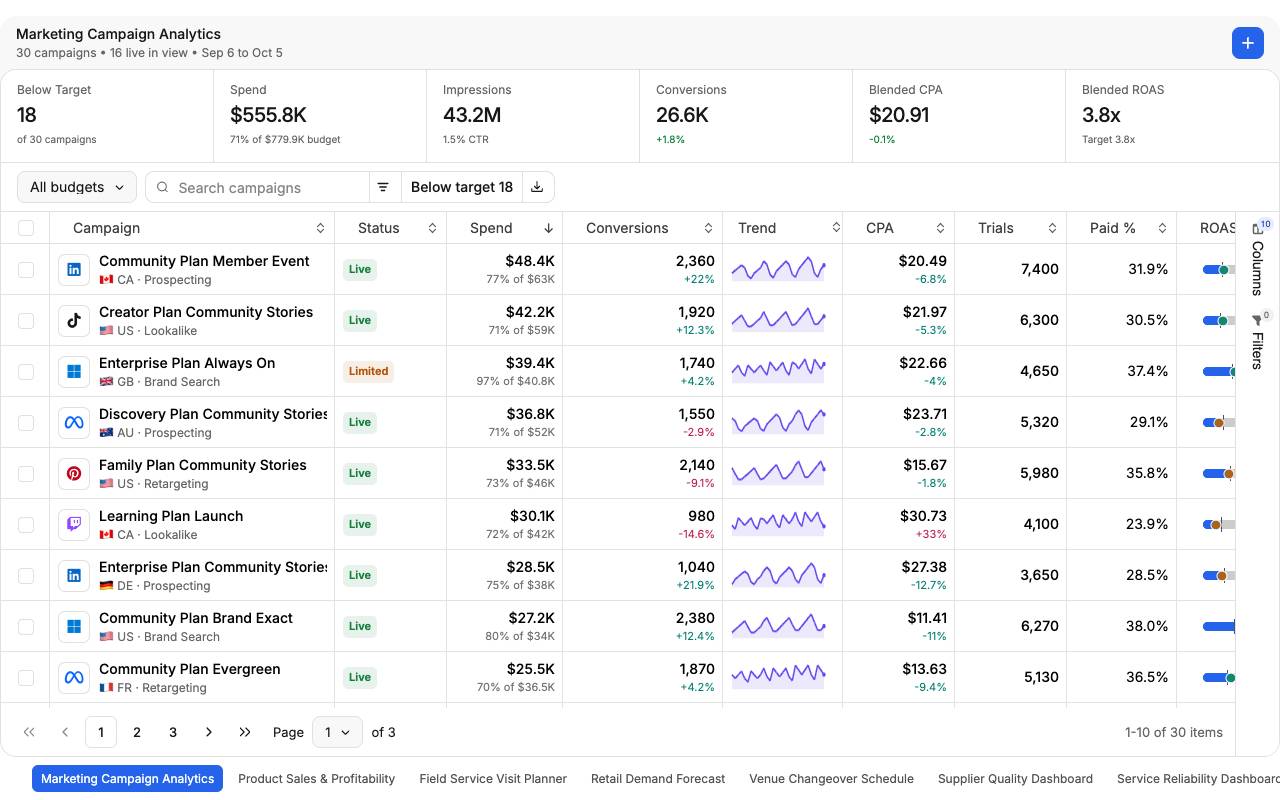 Marketing Campaign Analytics
30 campaigns • 16 live in view • Sep 6 to Oct 5
Below Target
18
of 30 campaigns
Spend
$555.8K
71% of $779.9K budget
Impressions
43.2M
1.5% CTR
Conversions
26.6K
+1.8%
Blended CPA
$20.91
-0.1%
Blended ROAS
3.8x
Target 3.8x
All budgets
Search campaigns
Below target 18
Campaign Status Spend Conversions Trend CPA Trials Paid % ROAS
10
Columns
0
Filters
Community Plan Member Event Live $48.4K 2,360 $20.49 7,400 31.9%
CA · Prospecting 77% of $63K +22% -6.8%
Creator Plan Community Stories Live $42.2K 1,920 $21.97 6,300 30.5%
US · Lookalike 71% of $59K +12.3% -5.3%
Enterprise Plan Always On Limited $39.4K 1,740 $22.66 4,650 37.4%
GB · Brand Search 97% of $40.8K +4.2% -4%
Discovery Plan Community Stories Live $36.8K 1,550 $23.71 5,320 29.1%
AU · Prospecting 71% of $52K -2.9% -2.8%
Family Plan Community Stories Live $33.5K 2,140 $15.67 5,980 35.8%
US · Retargeting 73% of $46K -9.1% -1.8%
Learning Plan Launch Live $30.1K 980 $30.73 4,100 23.9%
CA · Lookalike 72% of $42K -14.6% +33%
Enterprise Plan Community Stories Live $28.5K 1,040 $27.38 3,650 28.5%
DE · Prospecting 75% of $38K +21.9% -12.7%
Community Plan Brand Exact Live $27.2K 2,380 $11.41 6,270 38.0%
US · Brand Search 80% of $34K +12.4% -11%
Community Plan Evergreen Live $25.5K 1,870 $13.63 5,130 36.5%
FR · Retargeting 70% of $36.5K +4.2% -9.4%
1 2 3 Page 1 of 3 1-10 of 30 items
Marketing Campaign Analytics Product Sales & Profitability Field Service Visit Planner Retail Demand Forecast Venue Changeover Schedule Supplier Quality Dashboard Service Reliability Dashboard